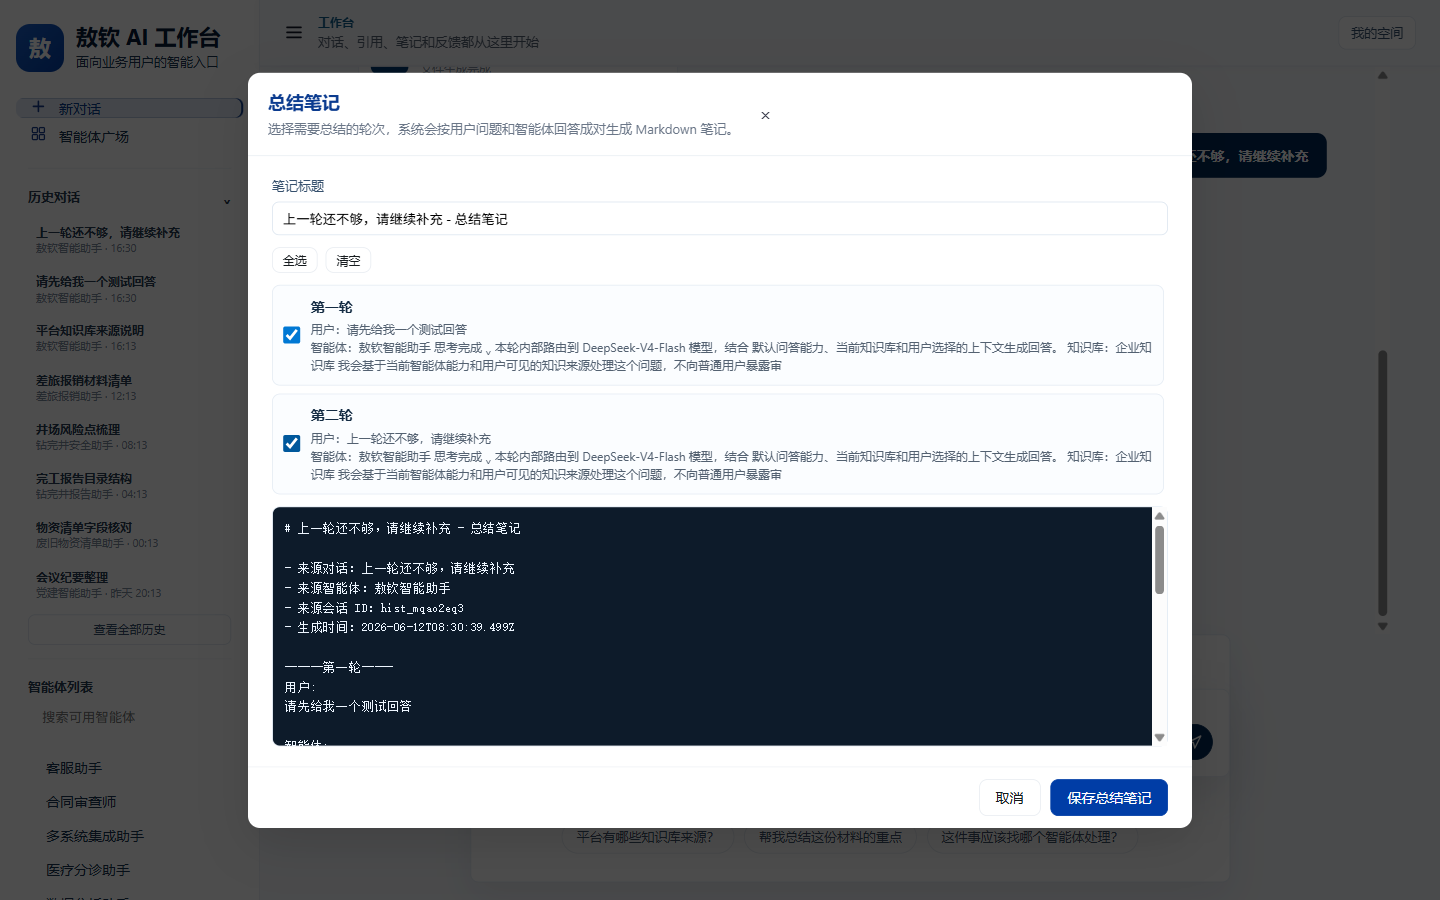 敖
敖钦 AI 工作台
面向业务用户的智能入口
新对话
智能体广场
历史对话
上一轮还不够，请继续补充
敖钦智能助手 · 16:30
请先给我一个测试回答
敖钦智能助手 · 16:30
平台知识库来源说明
敖钦智能助手 · 16:13
差旅报销材料清单
差旅报销助手 · 12:13
井场风险点梳理
钻完井安全助手 · 08:13
完工报告目录结构
钻完井报告助手 · 04:13
物资清单字段核对
废旧物资清单助手 · 00:13
会议纪要整理
党建智能助手 · 昨天 20:13
查看全部历史
智能体列表
搜索可用智能体
客服助手
合同审查师
多系统集成助手
医疗分诊助手
工作台
对话、引用、笔记和反馈都从这里开始
我的空间
还不够，请继续补充
总结笔记
选择需要总结的轮次，系统会按用户问题和智能体回答成对生成 Markdown 笔记。
×
笔记标题
上一轮还不够，请继续补充 - 总结笔记
全选
清空
第一轮
用户：请先给我一个测试回答
智能体：敖钦智能助手 思考完成 ⌄ 本轮内部路由到 DeepSeek-V4-Flash 模型，结合 默认问答能力、当前知识库和用户选择的上下文生成回答。 知识库：企业知
识库 我会基于当前智能体能力和用户可见的知识来源处理这个问题，不向普通用户暴露审
第二轮
用户：上一轮还不够，请继续补充
智能体：敖钦智能助手 思考完成 ⌄ 本轮内部路由到 DeepSeek-V4-Flash 模型，结合 默认问答能力、当前知识库和用户选择的上下文生成回答。 知识库：企业知
识库 我会基于当前智能体能力和用户可见的知识来源处理这个问题，不向普通用户暴露审
# 上一轮还不够，请继续补充 - 总结笔记
- 来源对话：上一轮还不够，请继续补充
- 来源智能体：敖钦智能助手
- 来源会话 ID：hist_mqao2eq3
- 生成时间：2026-06-12T08:30:39.499Z
———第一轮———
用户：
请先给我一个测试回答
智能体：
取消
保存总结笔记
平台有哪些知识库来源？
帮我总结这份材料的重点
这件事应该找哪个智能体处理？